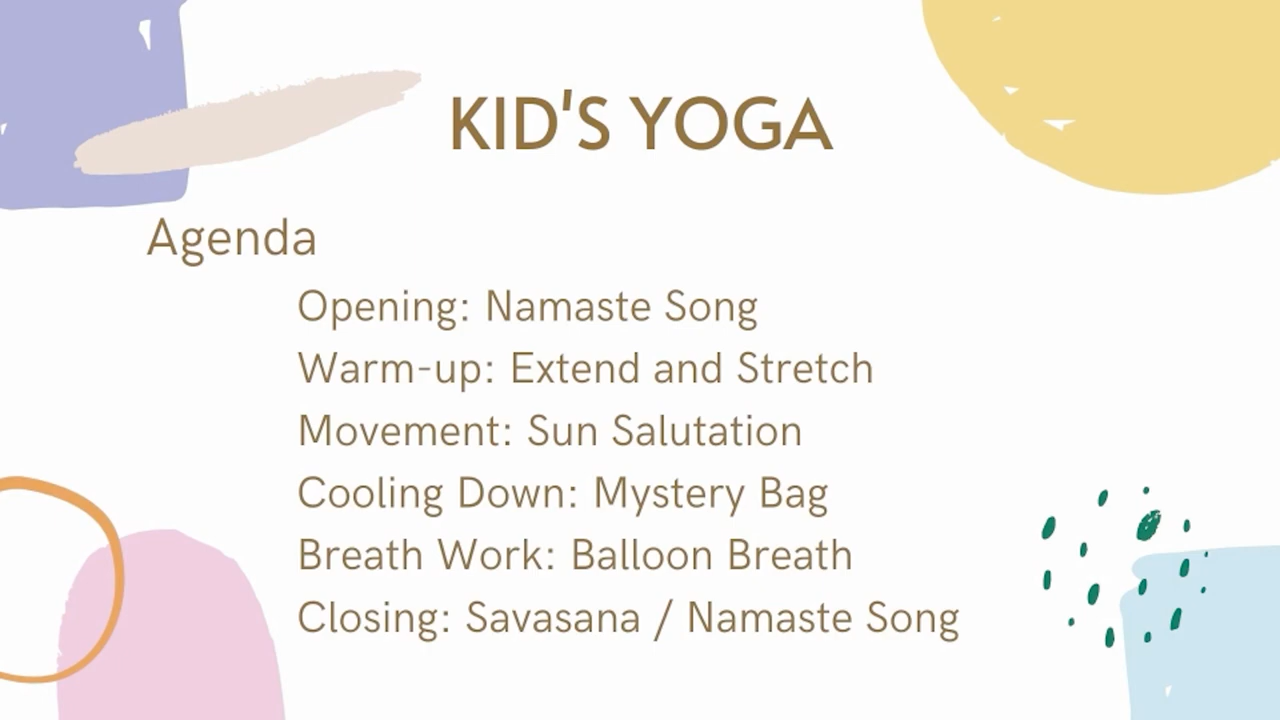 KID'S YOGA
Agenda
Opening: Namaste Song
Warm-up: Extend and Stretch
Movement: Sun Salutation
Cooling Down: Mystery Bag
Breath Work: Balloon Breath
Closing: Savasana / Namaste Song